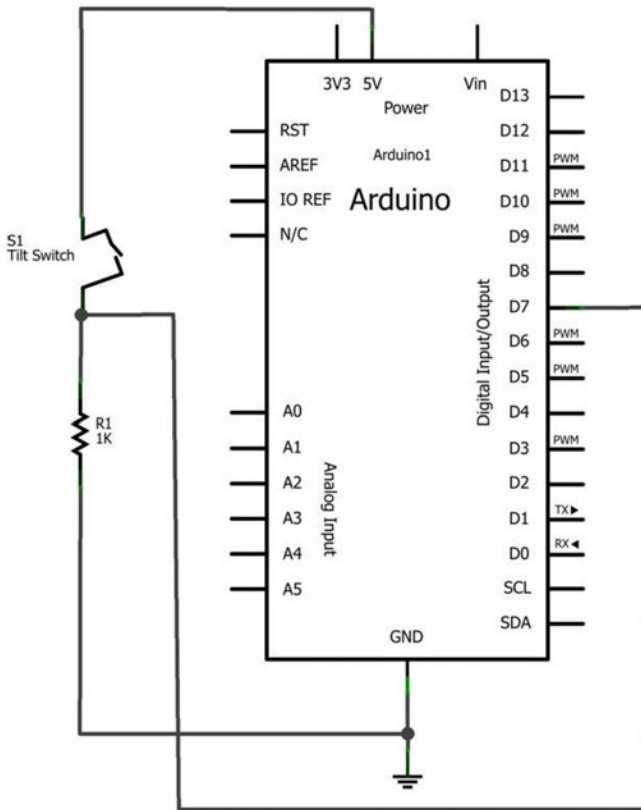 3V3 5V Vin
Power
Arduino1
Arduino
RST
AREF
IO REF
N/C
S1
Tilt Switch
R1
1K
A0
A1
A2
A3
A4
A5
Analog Input
D13
D12
D11 PWM
D10 PWM
D9 PWM
D8
D7
D6 PWM
D5 PWM
D4
D3 PWM
D2
D1 TX▶
D0 RX◀
SCL
SDA
Digital Input/Output
GND